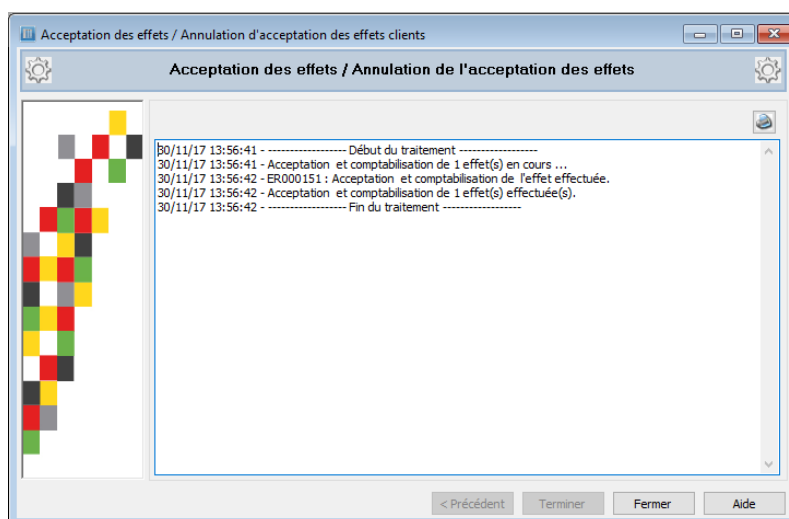 Acceptation des effets / Annulation d'acceptation des effets clients
Acceptation des effets / Annulation de l'acceptation des effets
30/11/17 13:56:41 - ------------------ Début du traitement ------------------
30/11/17 13:56:41 - Acceptation et comptabilisation de 1 effet(s) en cours ...
30/11/17 13:56:42 - ER000151 : Acceptation et comptabilisation de l'effet effectuée.
30/11/17 13:56:42 - Acceptation et comptabilisation de 1 effet(s) effectuée(s).
30/11/17 13:56:42 - ------------------ Fin du traitement ------------------
< Précédent Terminer Fermer Aide